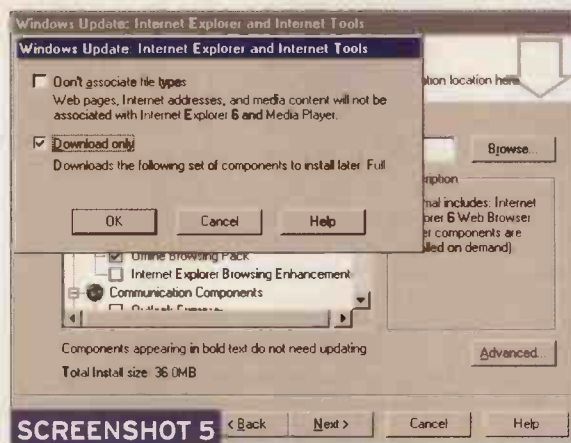 Windows Update: Internet Explorer and Internet Tools
Windows Update: Internet Explorer and Internet Tools
Don't associate file types
Web pages, Internet addresses, and media content will not be
associated with Internet Explorer 6 and Media Player.
Download only
Downloads the following set of components to install later: Full
OK
Cancel
Help
tion location here
Browse...
ription
mal includes: Internet
orer 6 Web Browser
er components are
lled on demand)
Offline Browsing Pack
Internet Explorer Browsing Enhancement
Communication Components
Components appearing in bold text do not need updating
Total Install size: 36.0MB
Advanced...
SCREENSHOT 5
< Back
Next >
Cancel
Help